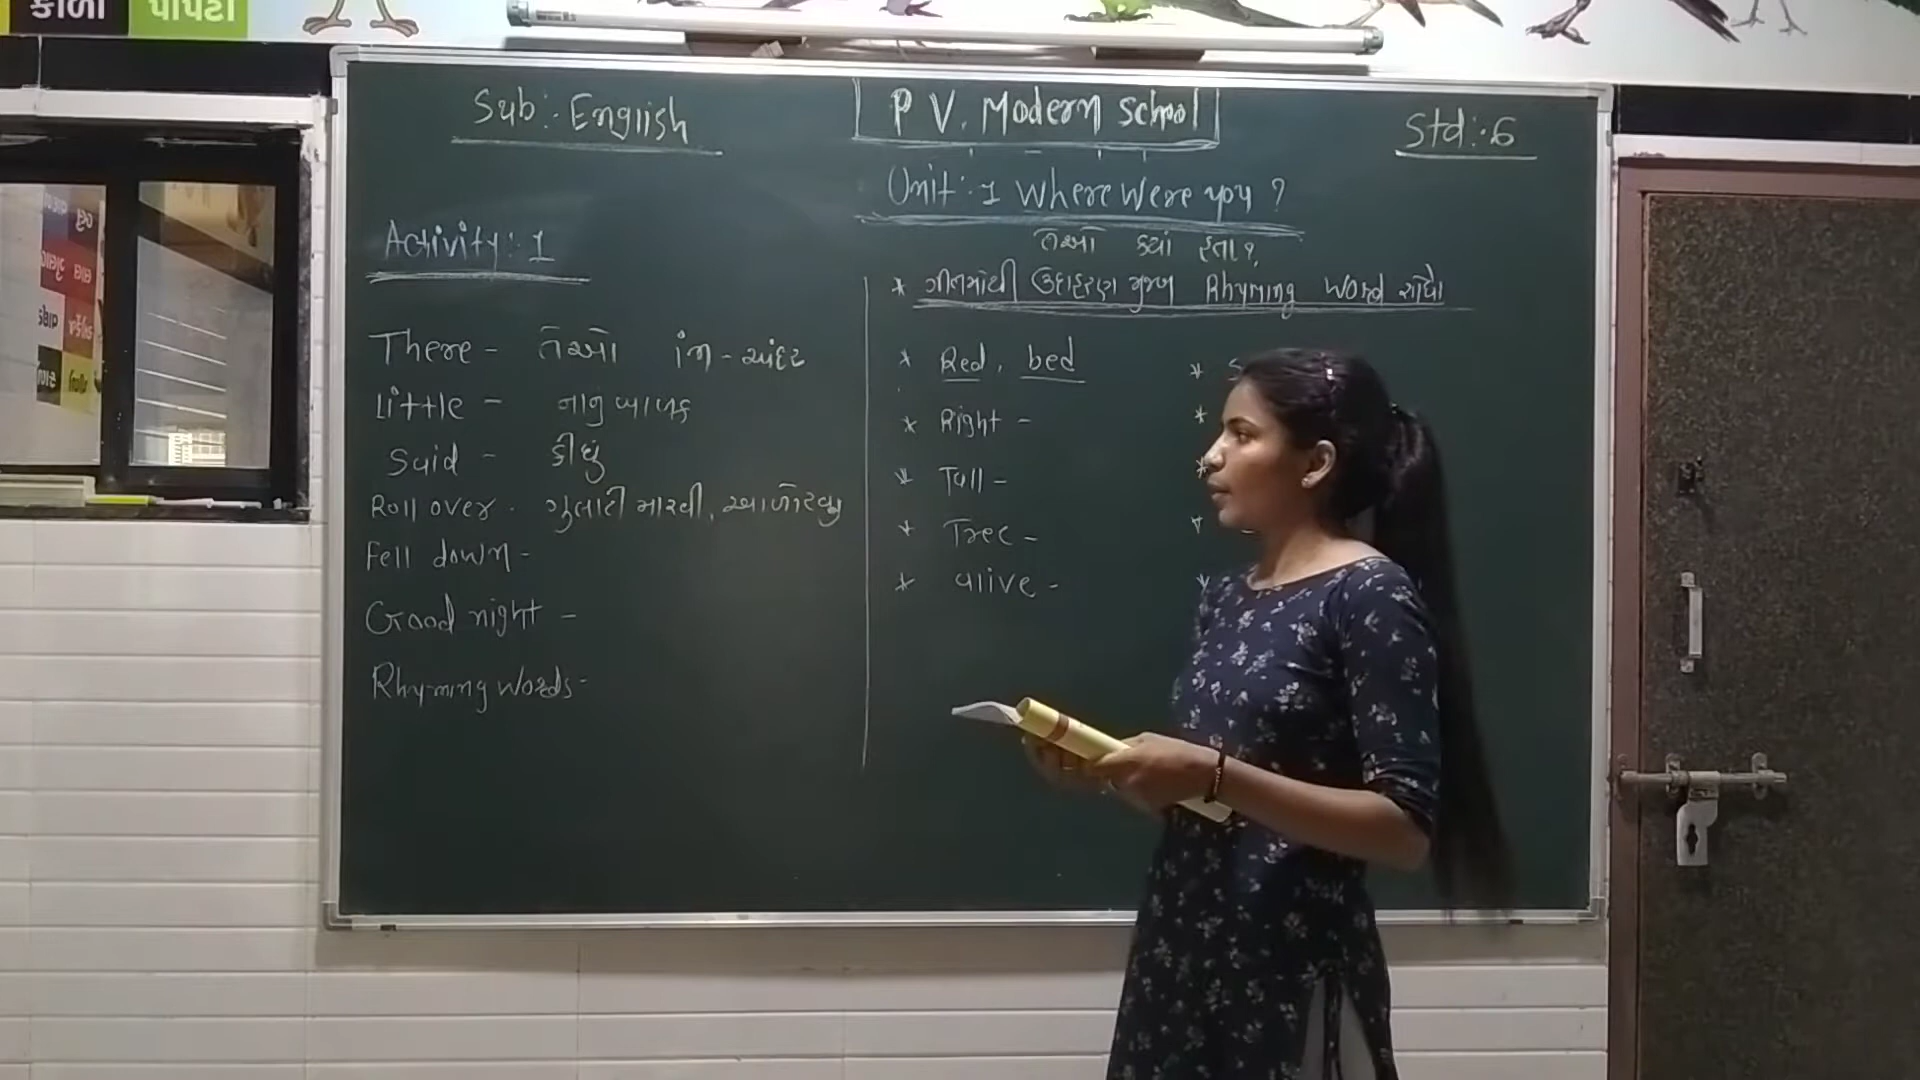 કાળો પોપટી
Sub:- English
P V. Modern School
Std:-6
Unit:-1 Where were you?
તેઓ ક્યાં હતા?
Activity:-1
* ગીતમાંથી ઉદાહરણ મુજબ Rhyming Word શોધો
There - તેઓ in - અંદર
Little - નાનુ બાળક
Said - કીધું
Roll over - ગુલાટી મારવી, આળોટવુ
Fell down -
Good night -
Rhyming words -
* Red, bed
* Right -
* Tall -
* Tree -
* alive -